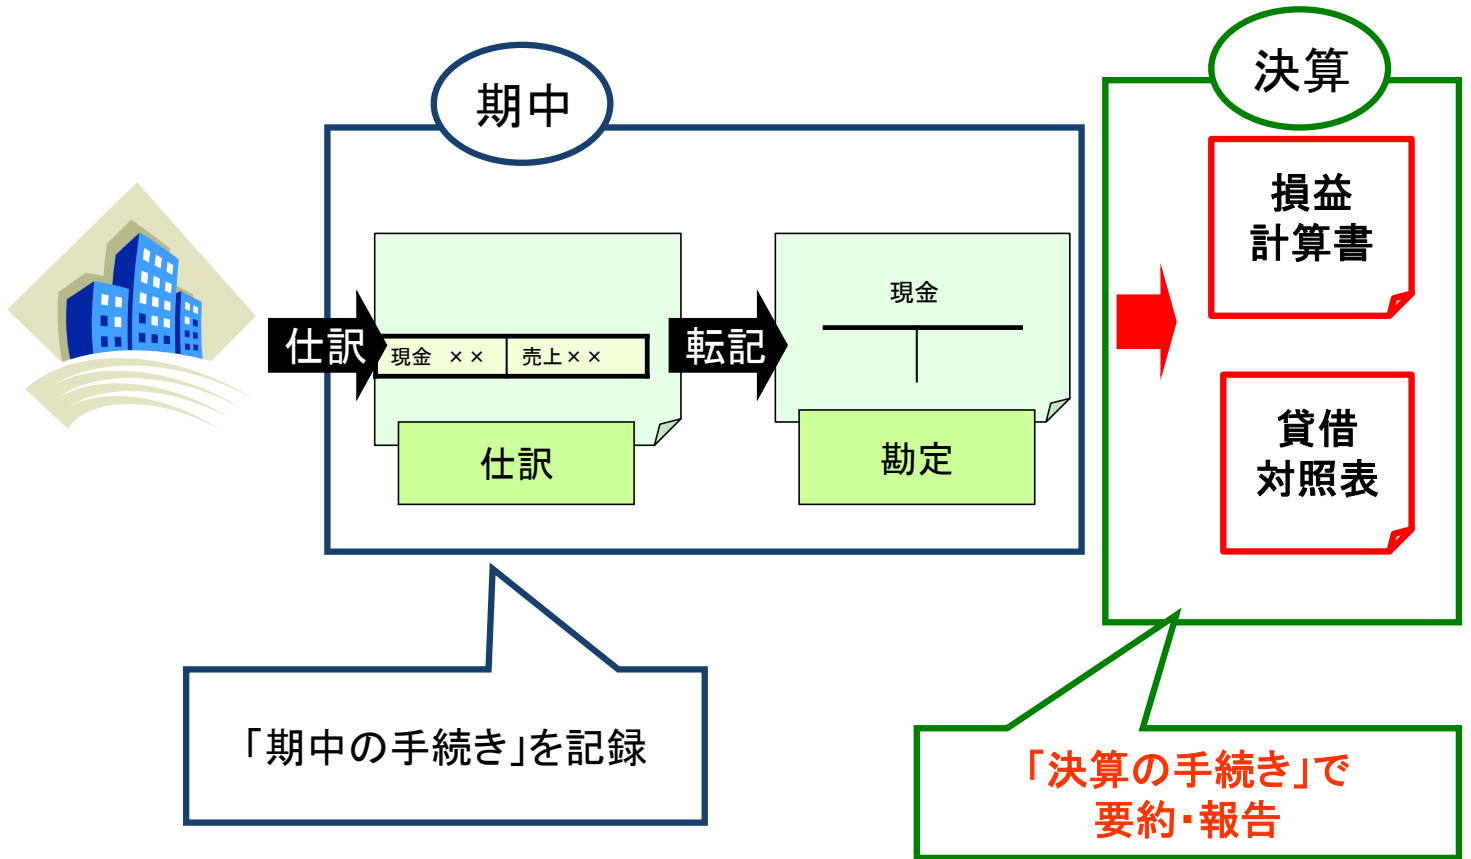 期中
決算
仕訳
現金 ×× 売上××
仕訳
転記
現金
勘定
損益
計算書
貸借
対照表
「期中の手続き」を記録
「決算の手続き」で
要約・報告